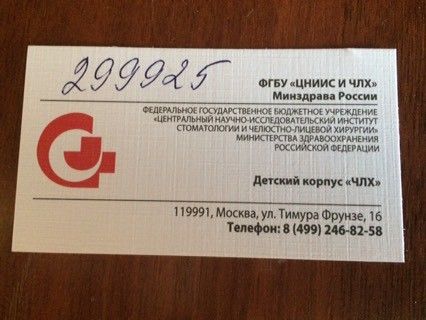 299925
ФГБУ «ЦНИИС И ЧЛХ»
Минздрава России
ФЕДЕРАЛЬНОЕ ГОСУДАРСТВЕННОЕ БЮДЖЕТНОЕ УЧРЕЖДЕНИЕ
«ЦЕНТРАЛЬНЫЙ НАУЧНО-ИССЛЕДОВАТЕЛЬСКИЙ ИНСТИТУТ
СТОМАТОЛОГИИ И ЧЕЛЮСТНО-ЛИЦЕВОЙ ХИРУРГИИ»
МИНИСТЕРСТВА ЗДРАВООХРАНЕНИЯ
РОССИЙСКОЙ ФЕДЕРАЦИИ
Детский корпус «ЧЛХ»
119991, Москва, ул. Тимура Фрунзе, 16
Телефон: 8 (499) 246-82-58